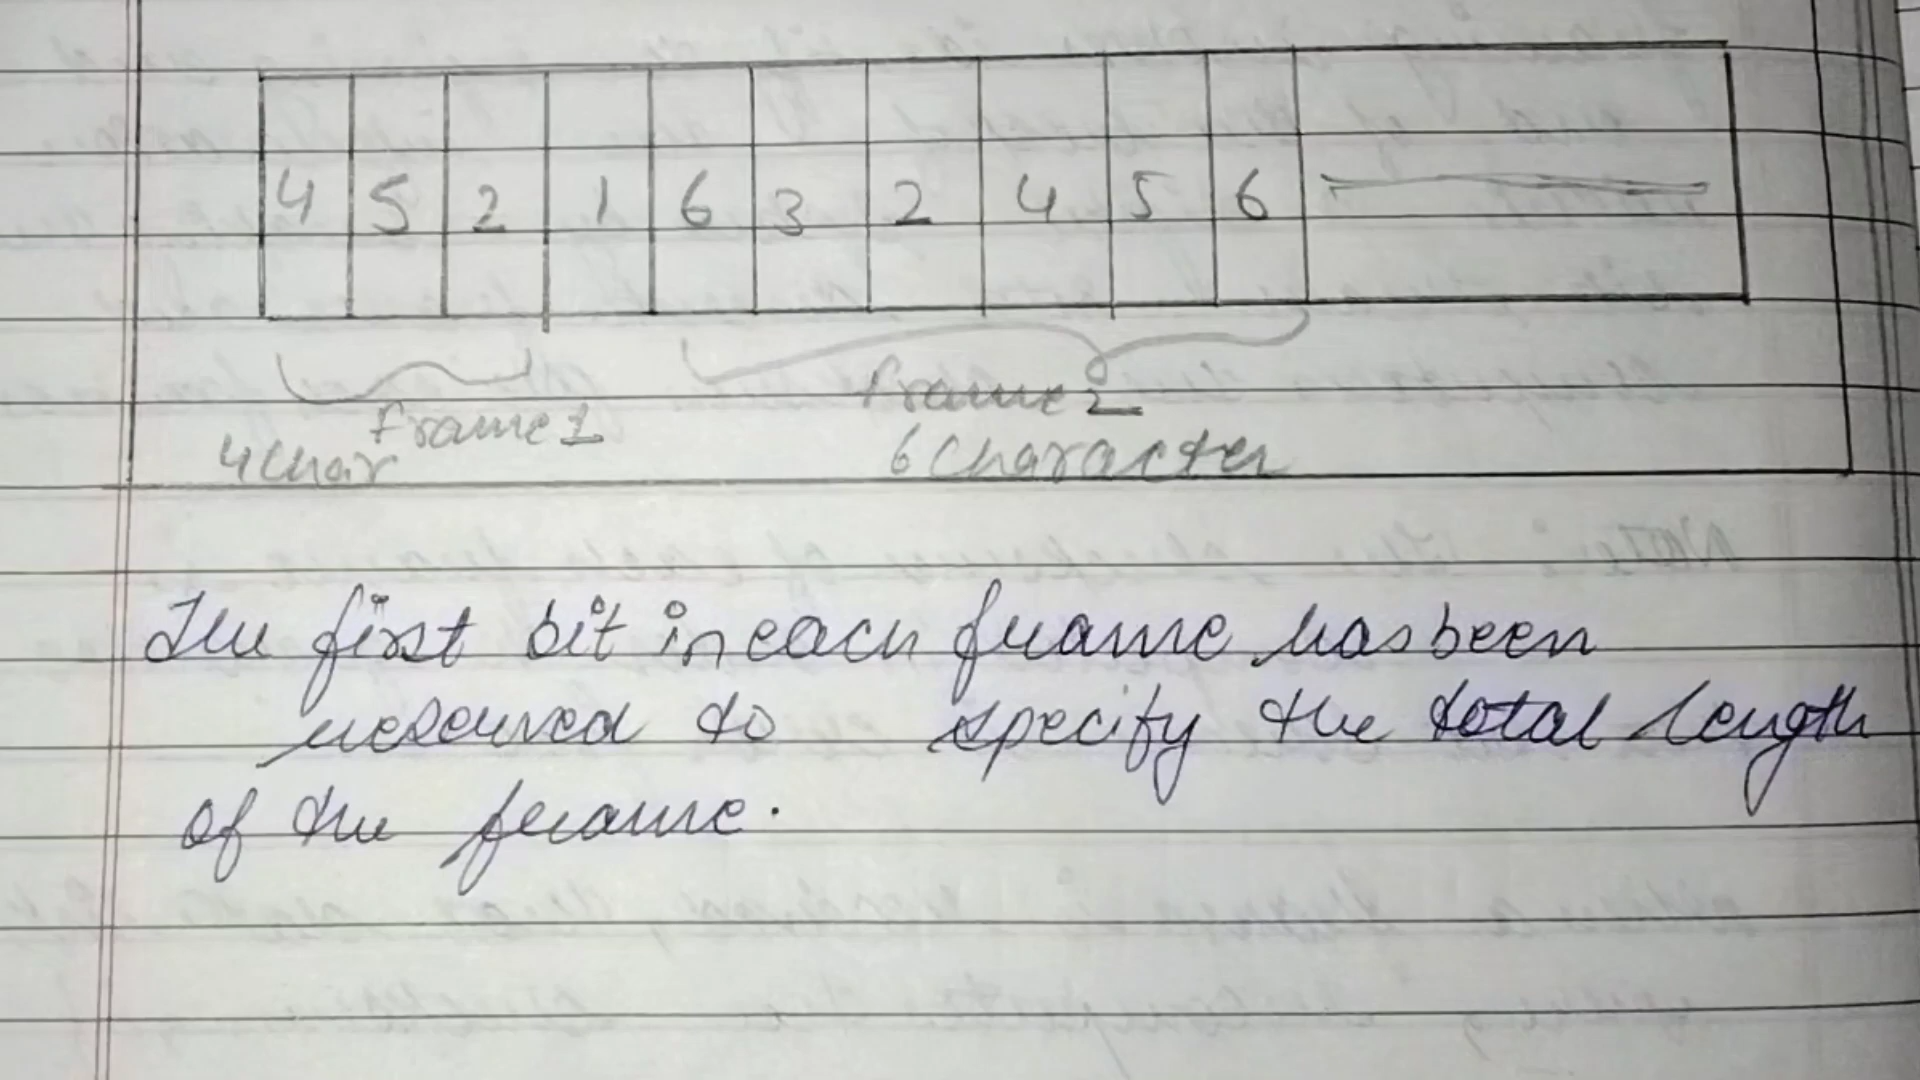 4 5 2 1 6 3 2 4 5 6
Frame 1
4 Char
Frame 2
6 Character
The first bit in each frame has been
reserved to specify the total length
of the frame.